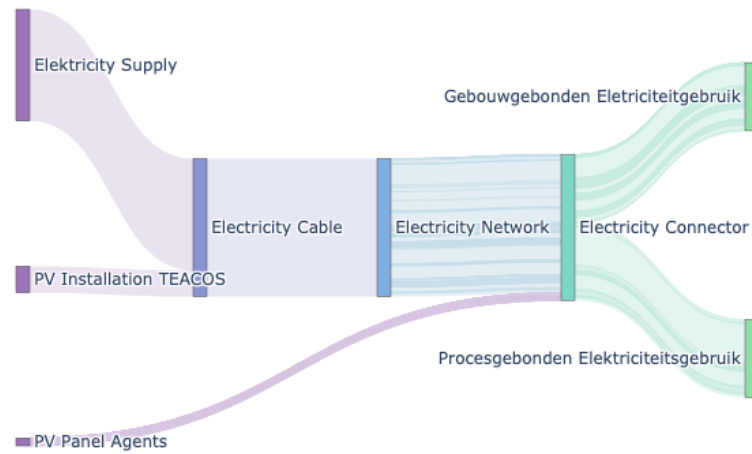 Elektricity Supply
Gebouwgebonden Eletriciteitgebruik
Electricity Cable
Electricity Network
Electricity Connector
PV Installation TEACOS
Procesgebonden Elektriciteitsgebruik
PV Panel Agents